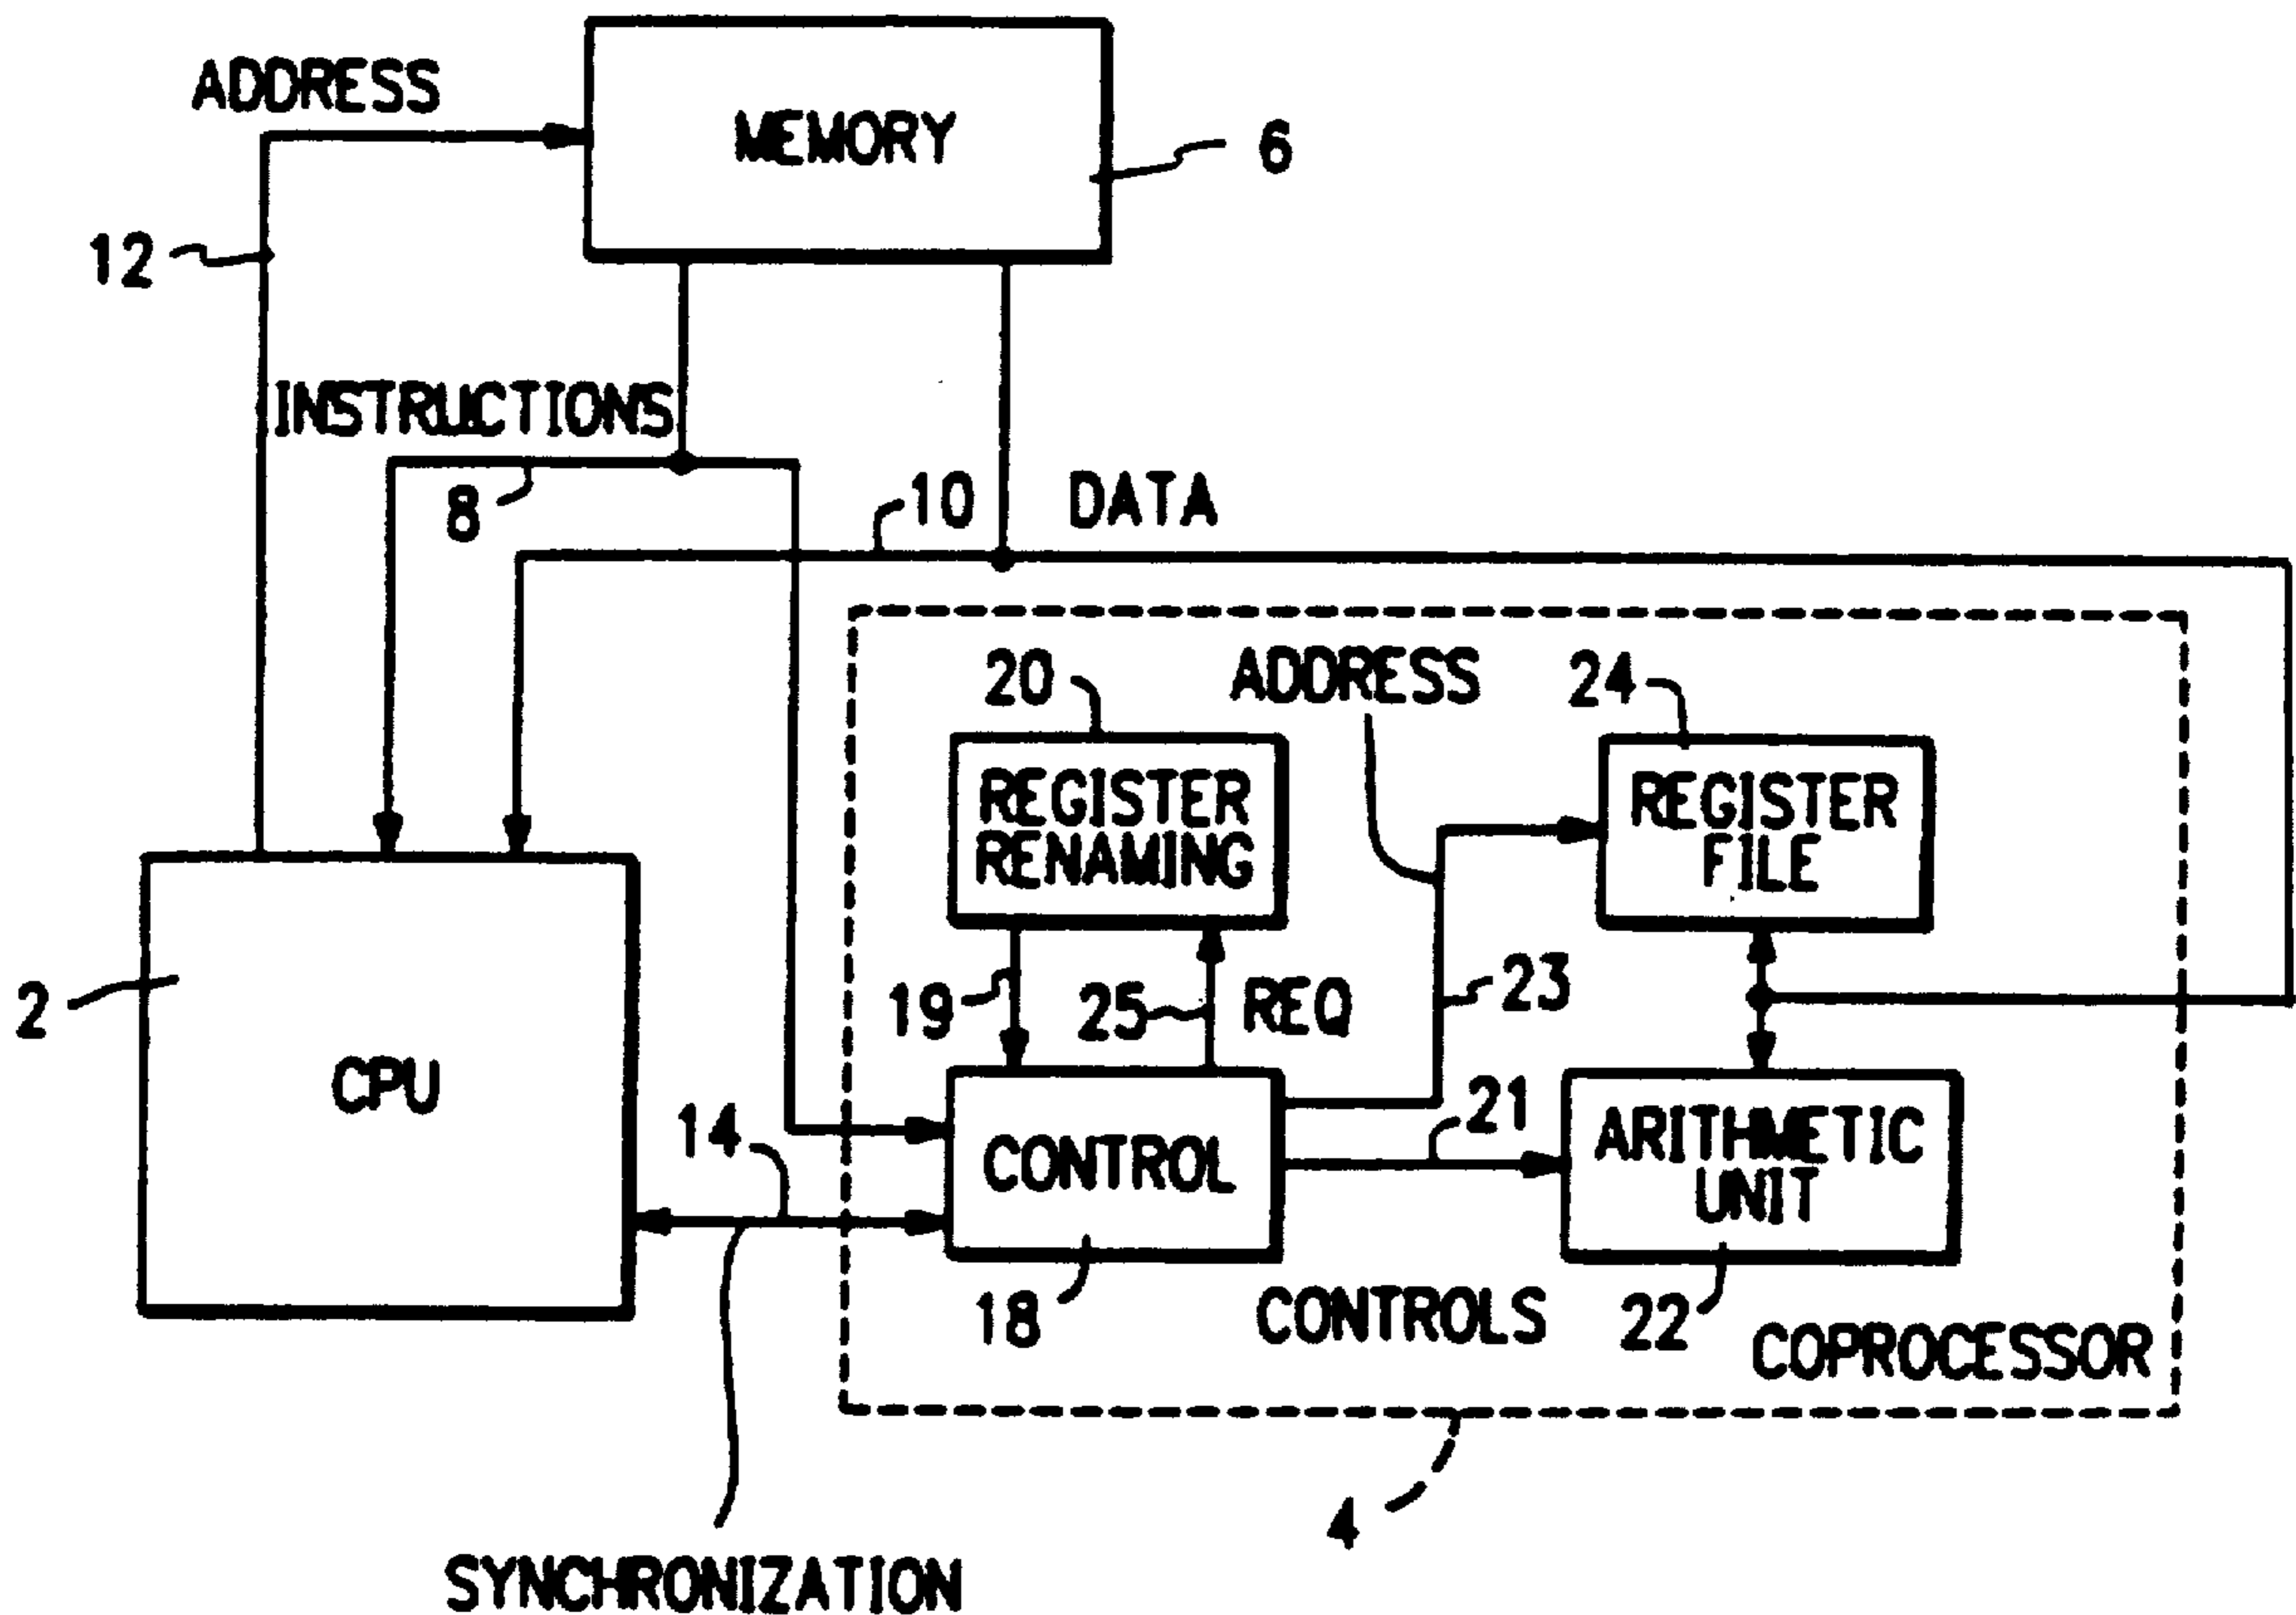 ADDRESS
MEMORY
6
12
INSTRUCTIONS
8
10
DATA
20
ADDRESS
24
REGISTER
RENAMING
REGISTER
FILE
2
19
25
REQ
23
CPU
14
CONTROL
21
ARITHMETIC
UNIT
18
CONTROLS
22
COPROCESSOR
4
SYNCHRONIZATION